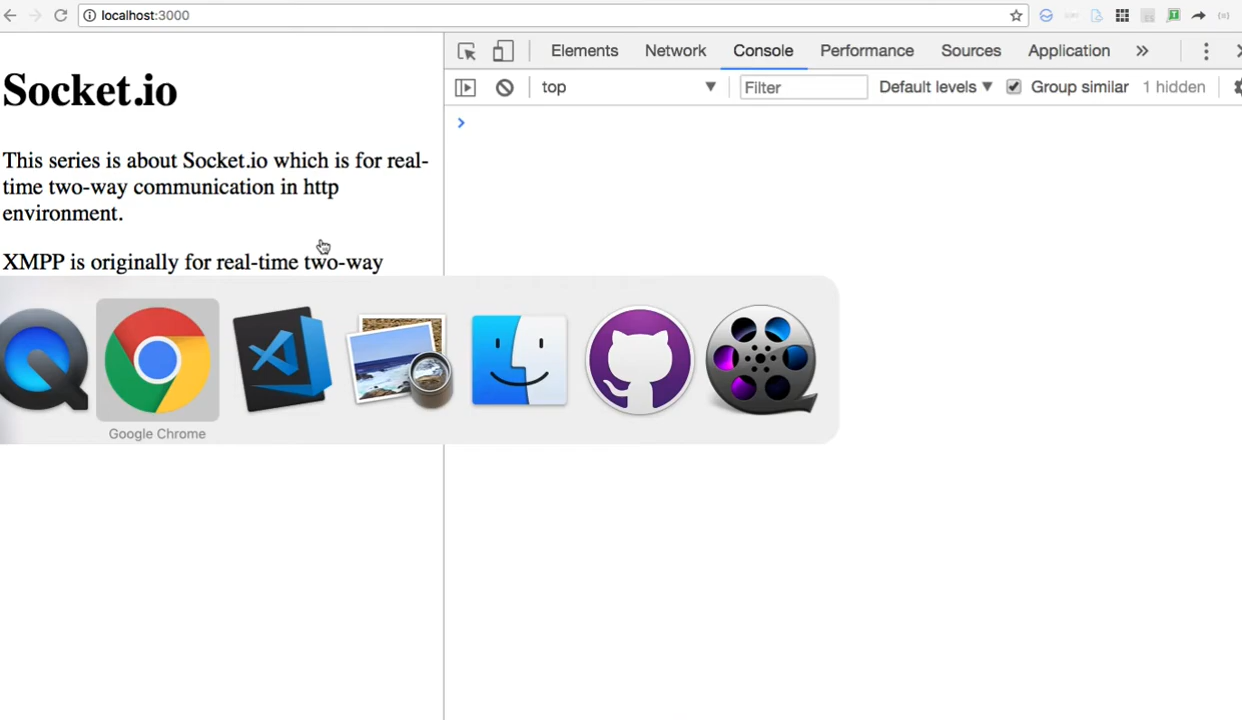 localhost:3000
Elements Network Console Performance Sources Application »
top Filter Default levels Group similar 1 hidden
Socket.io
This series is about Socket.io which is for real-
time two-way communication in http
environment.
XMPP is originally for real-time two-way
Google Chrome